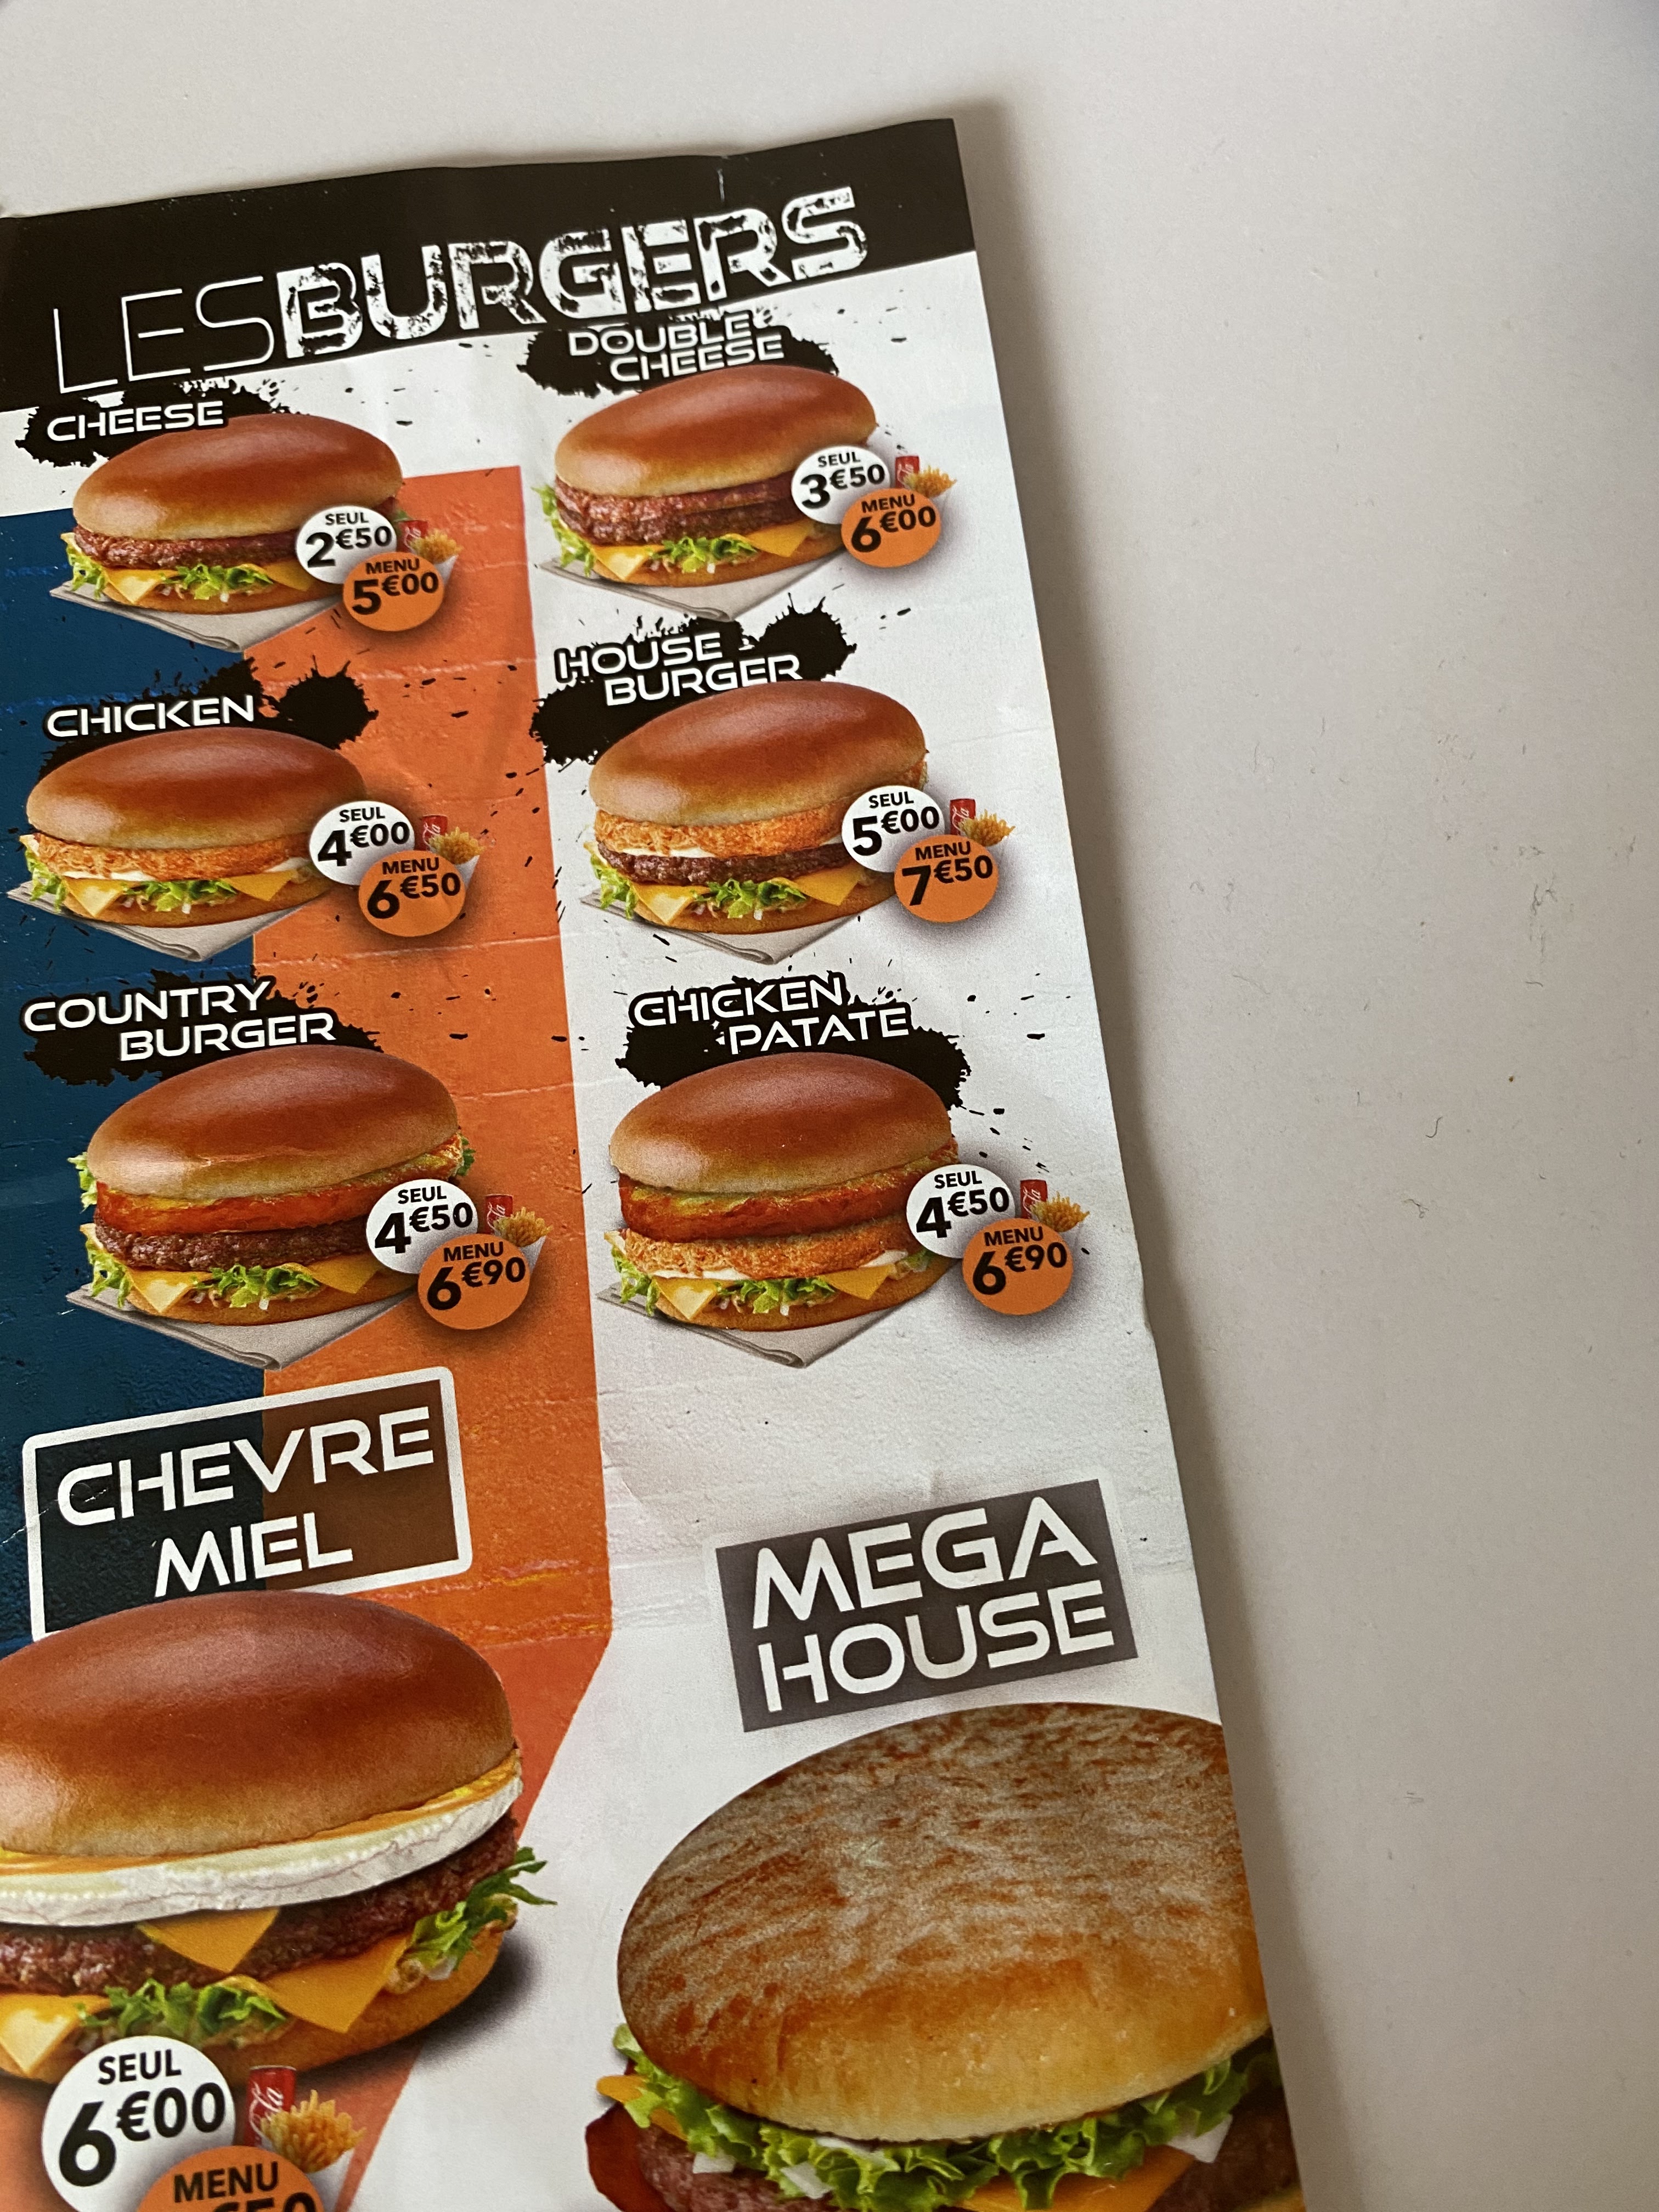 LESBURGERS
CHEESE
SEUL
2€50
MENU
5€00
DOUBLE
CHEESE
SEUL
3€50
MENU
6€00
CHICKEN
SEUL
4€00
MENU
6€50
HOUSE
BURGER
SEUL
5€00
MENU
7€50
COUNTRY
BURGER
SEUL
4€50
MENU
6€90
CHICKEN
PATATE
SEUL
4€50
MENU
6€90
CHEVRE
MIEL
SEUL
6€00
MENU
MEGA
HOUSE